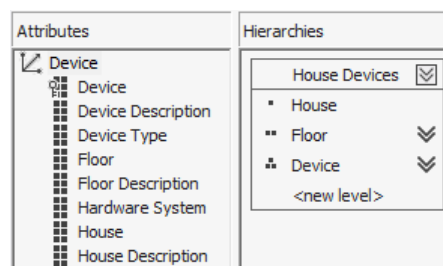 Attributes
Device
Device
Device Description
Device Type
Floor
Floor Description
Hardware System
House
House Description
Hierarchies
House Devices
House
Floor
Device
<new level>